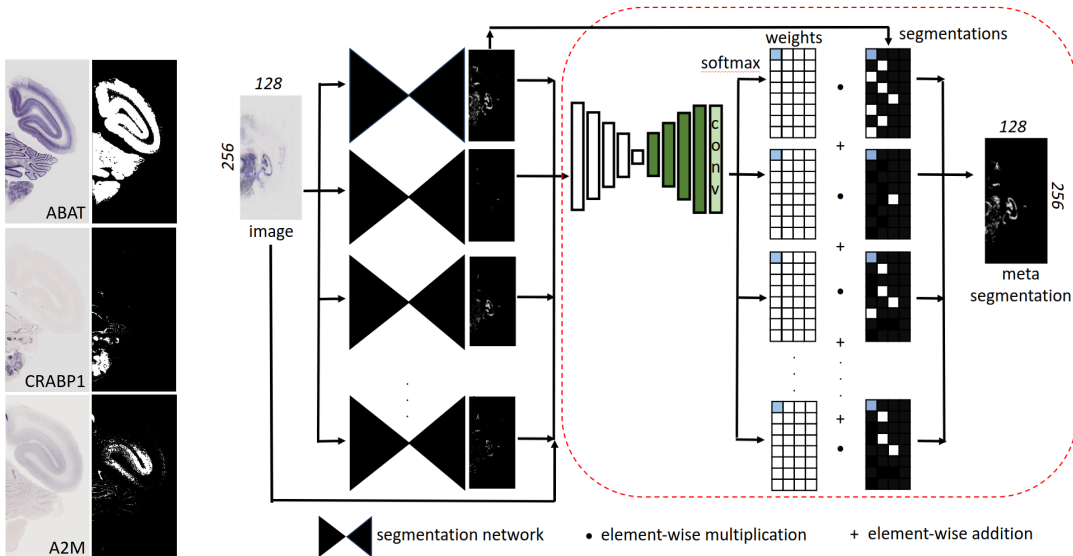 ABAT
CRABP1
A2M
128
256
image
softmax
weights
segmentations
conv
128
256
meta
segmentation
segmentation network
• element-wise multiplication
+ element-wise addition